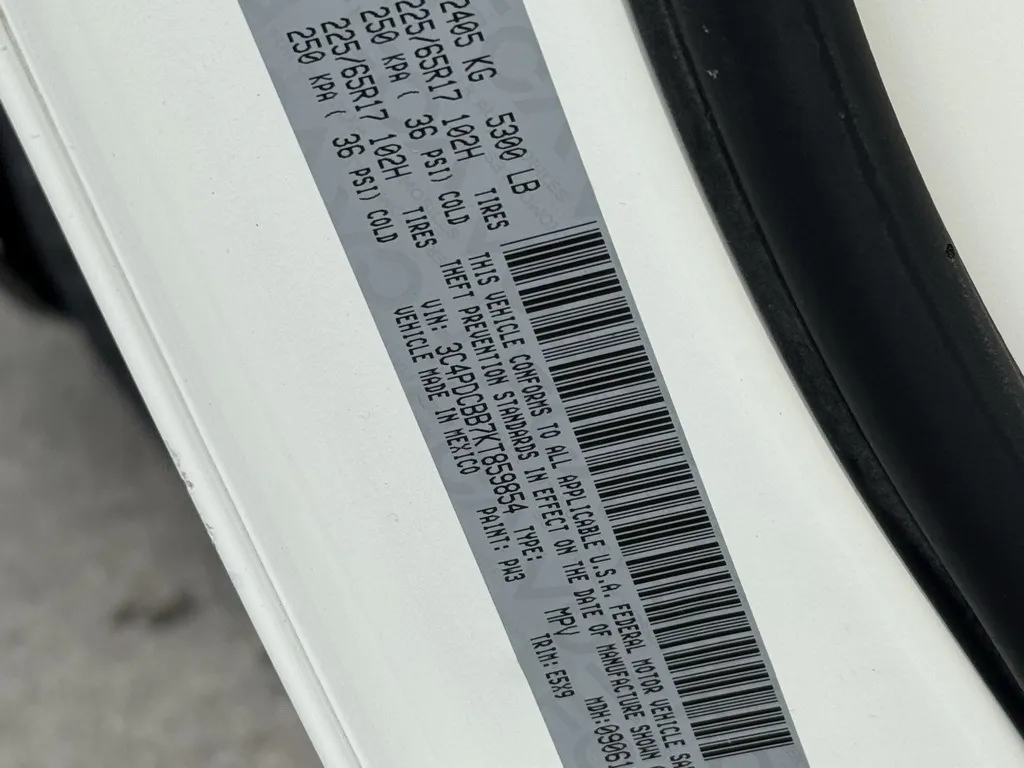 2405 KG 5300 LB
225/65R17 102H TIRES
250 KPA ( 36 PSI) COLD
225/65R17 102H TIRES
250 KPA ( 36 PSI) COLD
THIS VEHICLE CONFORMS TO ALL APPLICABLE U.S.A. FEDERAL MOTOR VEHICLE SA
THEFT PREVENTION STANDARDS IN EFFECT ON THE DATE OF MANUFACTURE SHOWN
VIN: 3C4PDCBB7KT859854 TYPE: MPV MDH:09061
VEHICLE MADE IN MEXICO PAINT: PW3 TRIM: E5X9